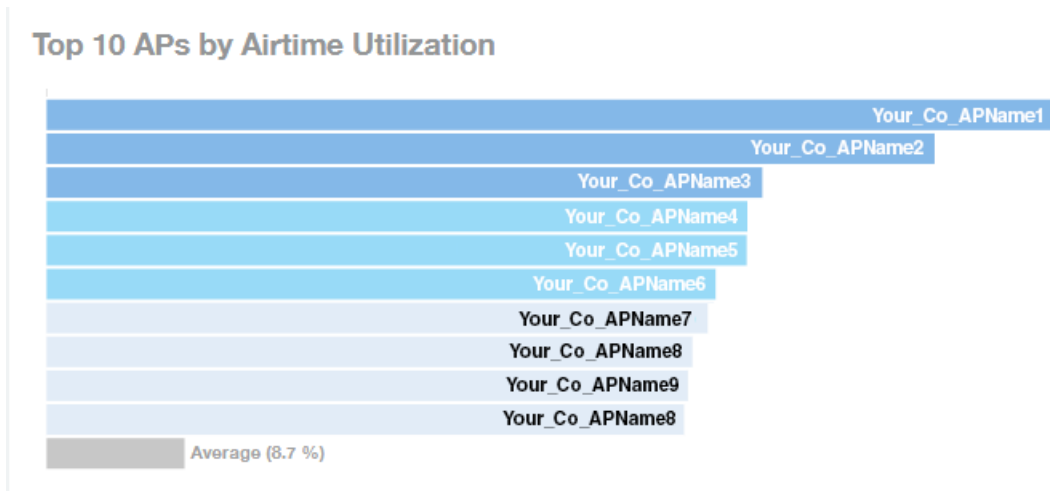 Top 10 APs by Airtime Utilization
Your_Co_APName1
Your_Co_APName2
Your_Co_APName3
Your_Co_APName4
Your_Co_APName5
Your_Co_APName6
Your_Co_APName7
Your_Co_APName8
Your_Co_APName9
Your_Co_APName8
Average (8.7 %)